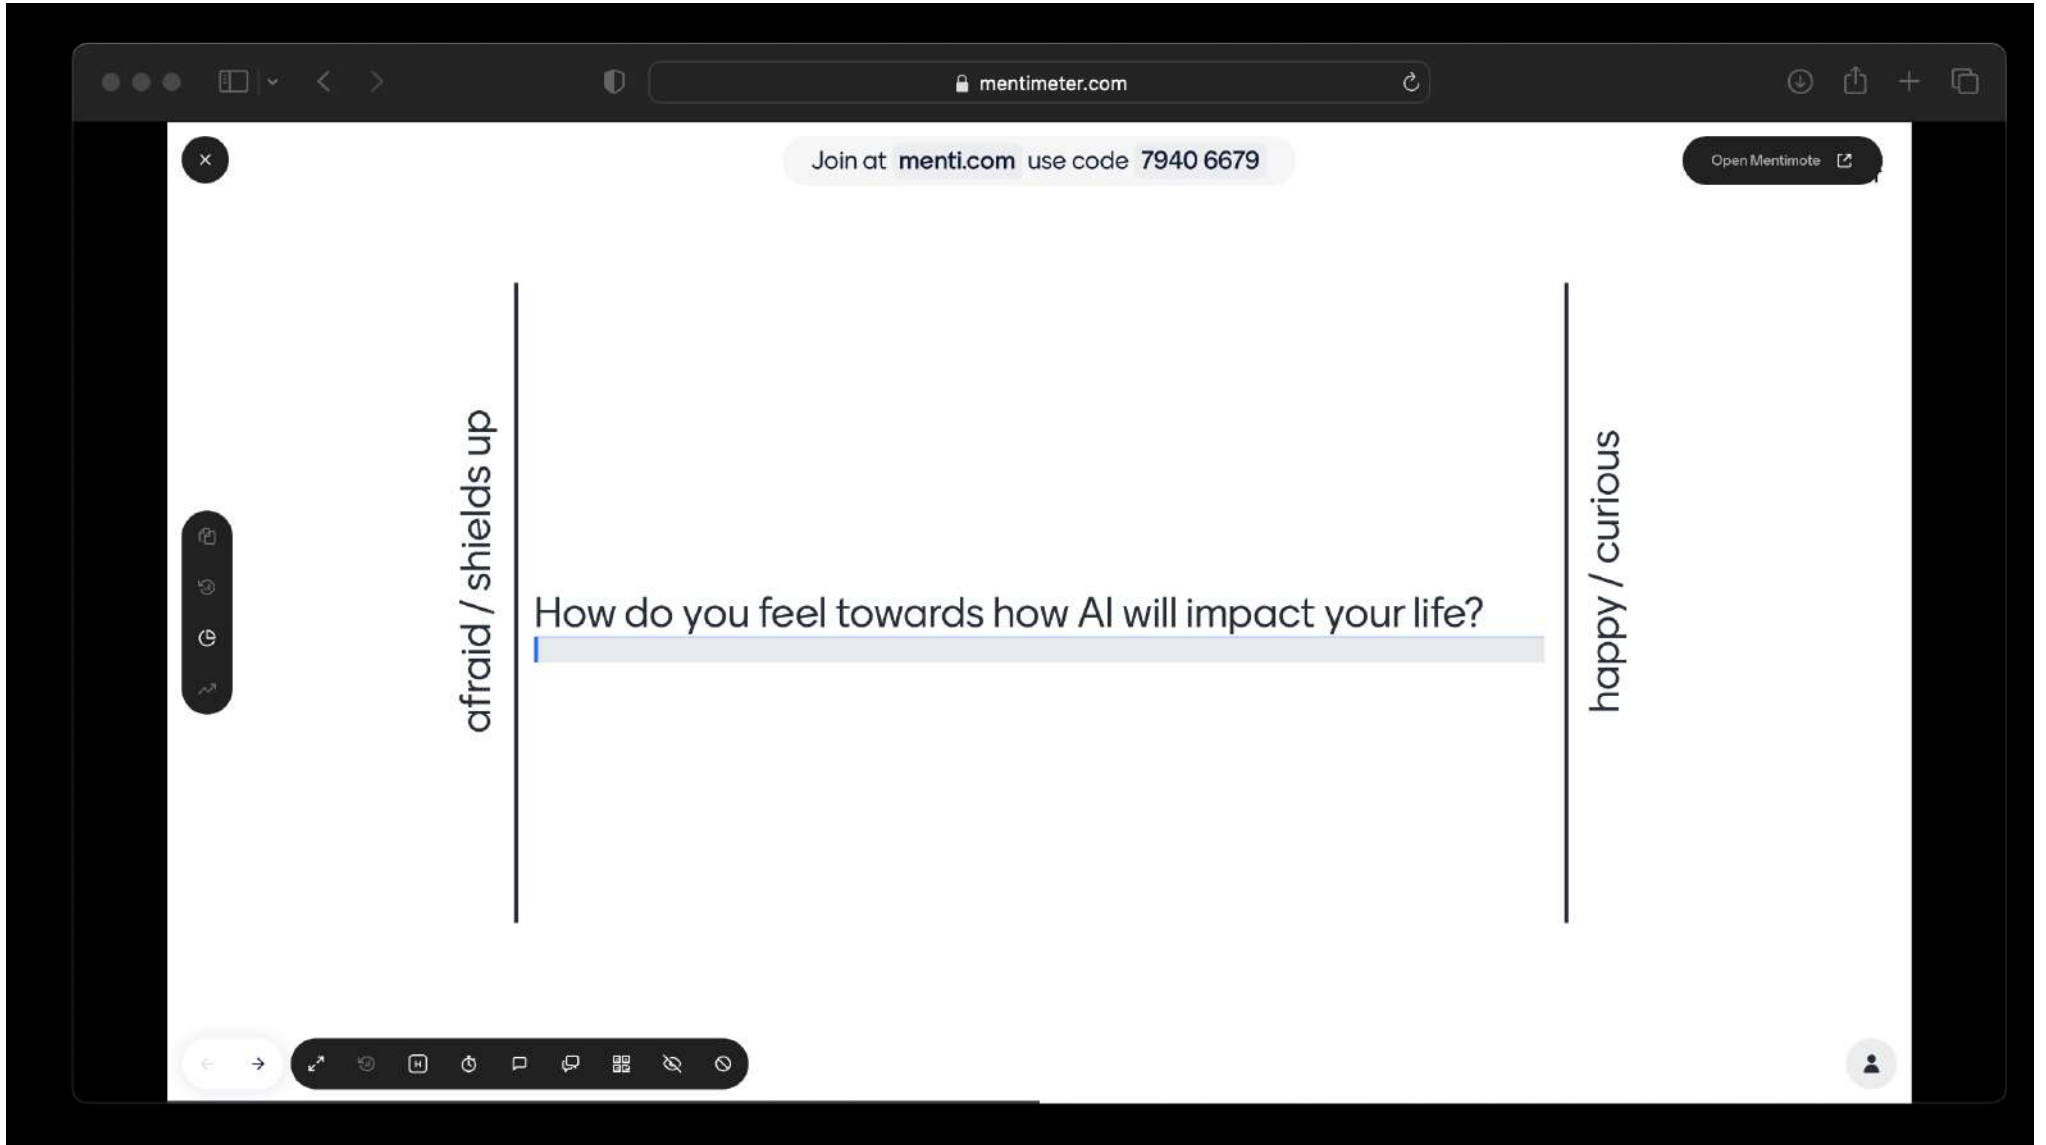 mentimeter.com
Join at menti.com use code 7940 6679
Open Mentimote
afraid / shields up
How do you feel towards how AI will impact your life?
happy / curious